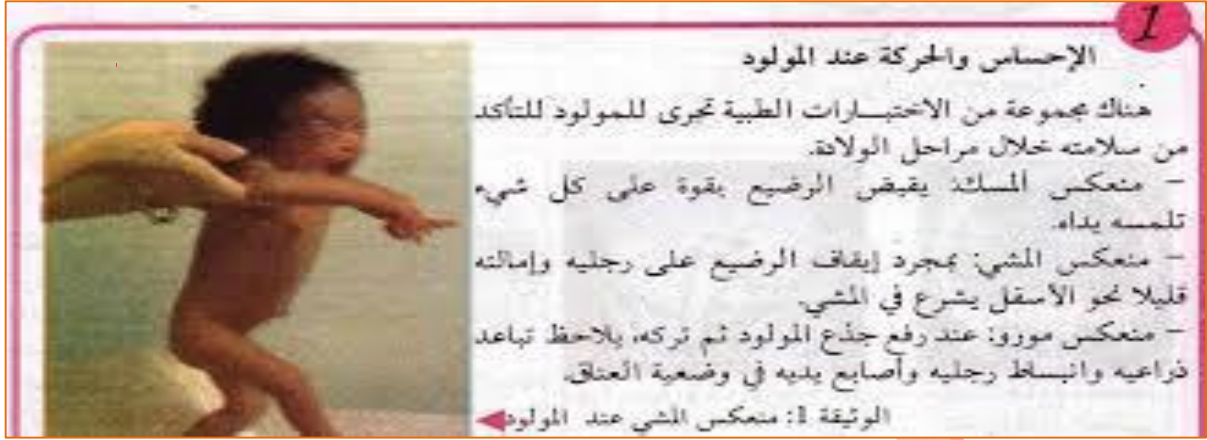 1
الإحساس والحركة عند المولود
هناك مجموعة من الاختبارات الطبية تجرى للمولود للتأكد
من سلامته خلال مراحل الولادة.
– منعكس المسك: يقبض الرضيع بقوة على كل شيء
تلمسه يداه.
– منعكس المشي: بمجرد إيقاف الرضيع على رجليه وإمالته
قليلا نحو الأسفل يشرع في المشي.
– منعكس مورو: عند رفع جذع المولود ثم تركه، يلاحظ تباعد
ذراعيه وانبساط رجليه وأصابع يديه في وضعية العناق.
الوثيقة 1: منعكس المشي عند المولود